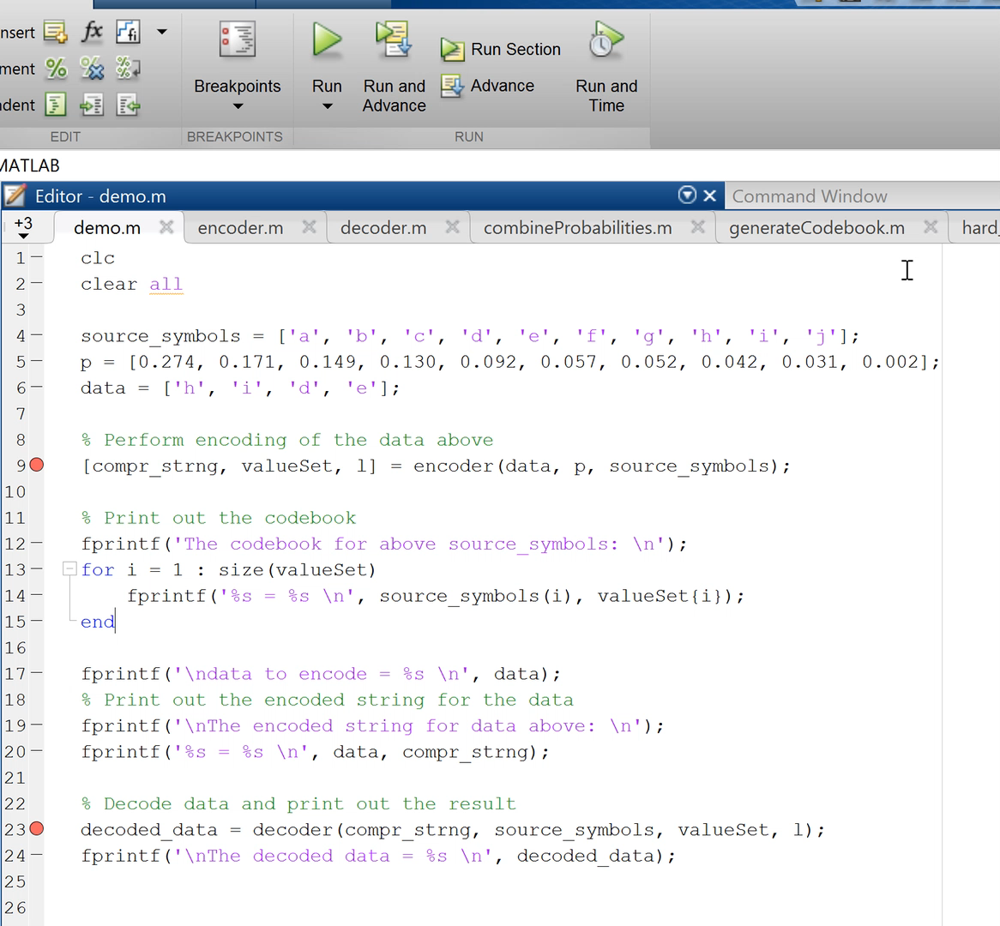 nsert fx fi
ment
dent
Breakpoints
Run
Run and
Advance
Run Section
Advance
Run and
Time
EDIT
BREAKPOINTS
RUN
MATLAB
Editor - demo.m
Command Window
+3
demo.m
encoder.m
decoder.m
combineProbabilities.m
generateCodebook.m
hard_
1 clc
2 clear all
3
4 source_symbols = ['a', 'b', 'c', 'd', 'e', 'f', 'g', 'h', 'i', 'j'];
5 p = [0.274, 0.171, 0.149, 0.130, 0.092, 0.057, 0.052, 0.042, 0.031, 0.002];
6 data = ['h', 'i', 'd', 'e'];
7
8 % Perform encoding of the data above
9 [compr_strng, valueSet, l] = encoder(data, p, source_symbols);
10
11 % Print out the codebook
12 fprintf('The codebook for above source_symbols: \n');
13 for i = 1 : size(valueSet)
14 fprintf('%s = %s \n', source_symbols(i), valueSet{i});
15 end
16
17 fprintf('\ndata to encode = %s \n', data);
18 % Print out the encoded string for the data
19 fprintf('\nThe encoded string for data above: \n');
20 fprintf('%s = %s \n', data, compr_strng);
21
22 % Decode data and print out the result
23 decoded_data = decoder(compr_strng, source_symbols, valueSet, l);
24 fprintf('\nThe decoded data = %s \n', decoded_data);
25
26